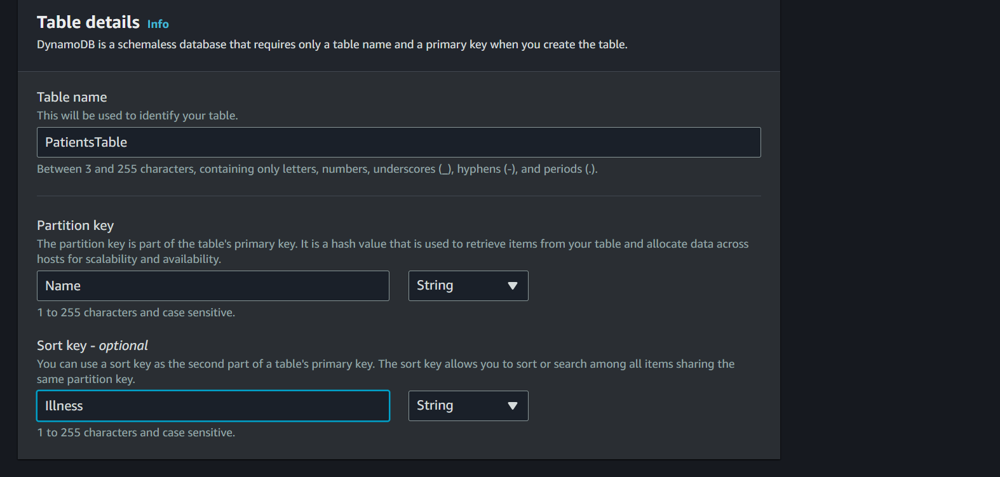 Table details Info
DynamoDB is a schemaless database that requires only a table name and a primary key when you create the table.
Table name
This will be used to identify your table.
PatientsTable
Between 3 and 255 characters, containing only letters, numbers, underscores (_), hyphens (-), and periods (.).
Partition key
The partition key is part of the table's primary key. It is a hash value that is used to retrieve items from your table and allocate data across
hosts for scalability and availability.
Name String
1 to 255 characters and case sensitive.
Sort key - optional
You can use a sort key as the second part of a table's primary key. The sort key allows you to sort or search among all items sharing the
same partition key.
Illness String
1 to 255 characters and case sensitive.